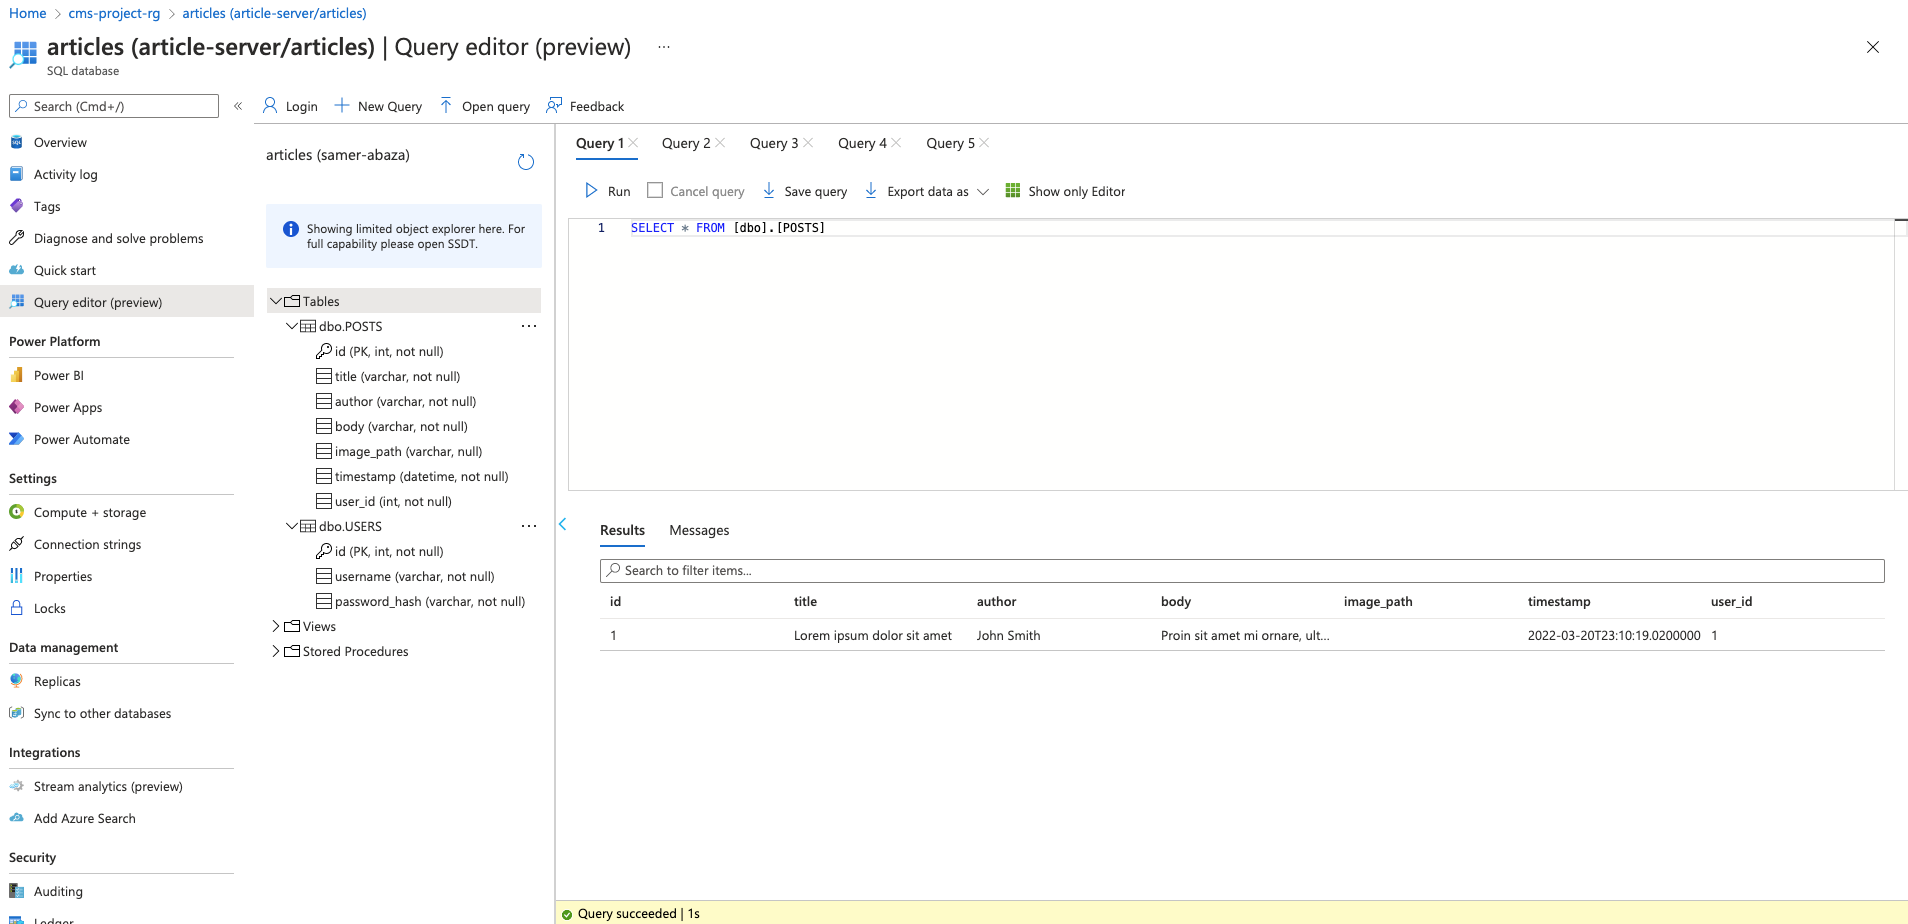 Home > cms-project-rg > articles (article-server/articles)
articles (article-server/articles) | Query editor (preview) ...
SQL database
Search (Cmd+/)
«
Login
New Query
Open query
Feedback
Overview
Activity log
Tags
Diagnose and solve problems
Quick start
Query editor (preview)
Power Platform
Power BI
Power Apps
Power Automate
Settings
Compute + storage
Connection strings
Properties
Locks
Data management
Replicas
Sync to other databases
Integrations
Stream analytics (preview)
Add Azure Search
Security
Auditing
Ledger
articles (samer-abaza)
Showing limited object explorer here. For
full capability please open SSDT.
Tables
dbo.POSTS ...
id (PK, int, not null)
title (varchar, not null)
author (varchar, not null)
body (varchar, not null)
image_path (varchar, null)
timestamp (datetime, not null)
user_id (int, not null)
dbo.USERS ...
id (PK, int, not null)
username (varchar, not null)
password_hash (varchar, not null)
Views
Stored Procedures
Query 1 Query 2 Query 3 Query 4 Query 5
Run Cancel query Save query Export data as Show only Editor
1 SELECT * FROM [dbo].[POSTS]
Results Messages
Search to filter items...
id title author body image_path timestamp user_id
1 Lorem ipsum dolor sit amet John Smith Proin sit amet mi ornare, ult... 2022-03-20T23:10:19.0200000 1
Query succeeded | 1s